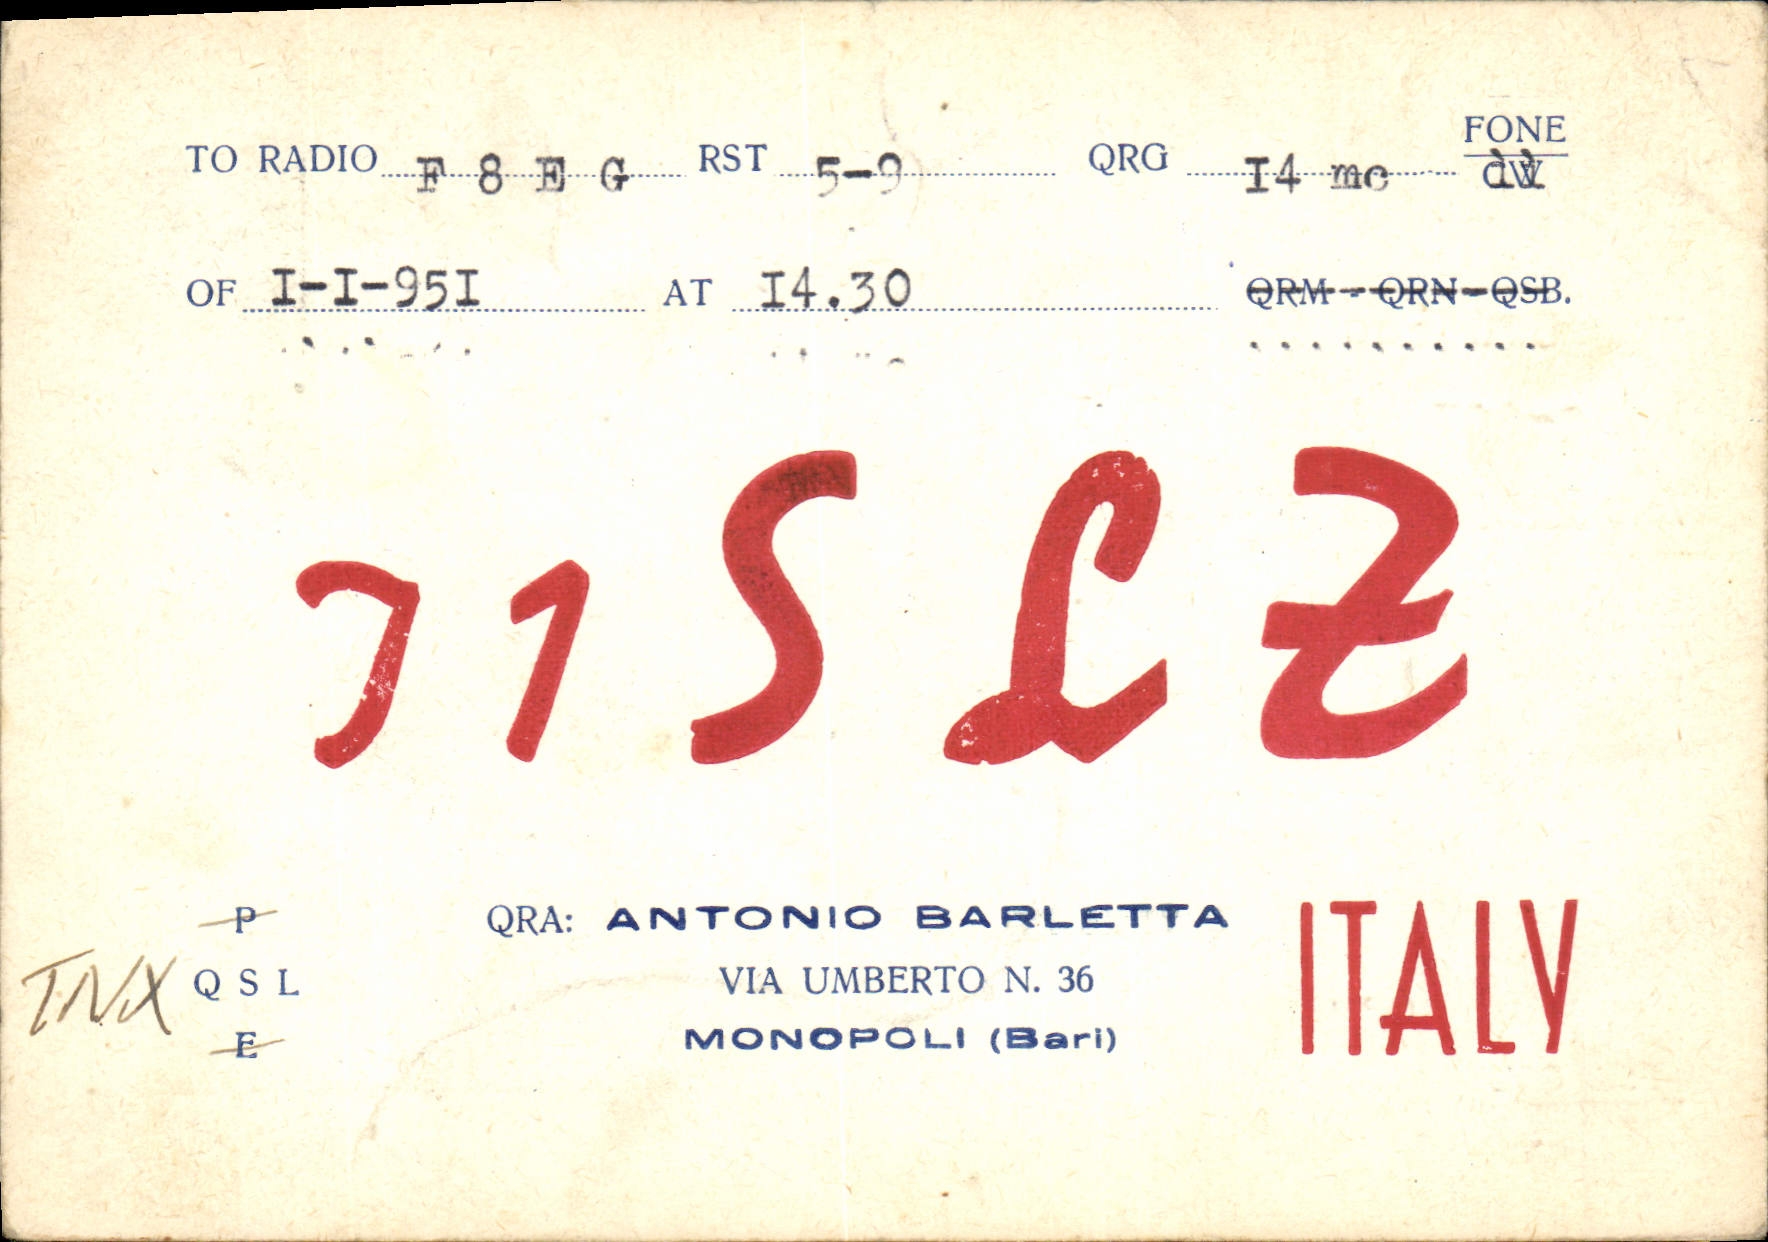 TO RADIO F 8 E G RST 5-9 QRG I4 mc FONE
OF I-I-95I AT I4.30 QRM - QRN - QSB.
I1SLZ
P
TNX QSL
E
QRA: ANTONIO BARLETTA
VIA UMBERTO N. 36
MONOPOLI (Bari)
ITALY